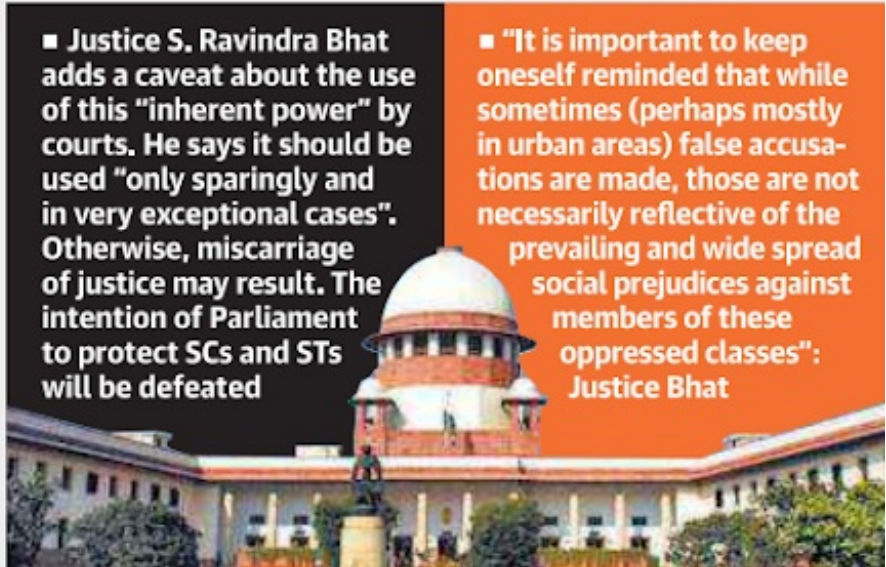 ▪ Justice S. Ravindra Bhat
adds a caveat about the use
of this “inherent power” by
courts. He says it should be
used “only sparingly and
in very exceptional cases”.
Otherwise, miscarriage
of justice may result. The
intention of Parliament
to protect SCs and STs
will be defeated
▪ “It is important to keep
oneself reminded that while
sometimes (perhaps mostly
in urban areas) false accusa-
tions are made, those are not
necessarily reflective of the
prevailing and wide spread
social prejudices against
members of these
oppressed classes”:
Justice Bhat